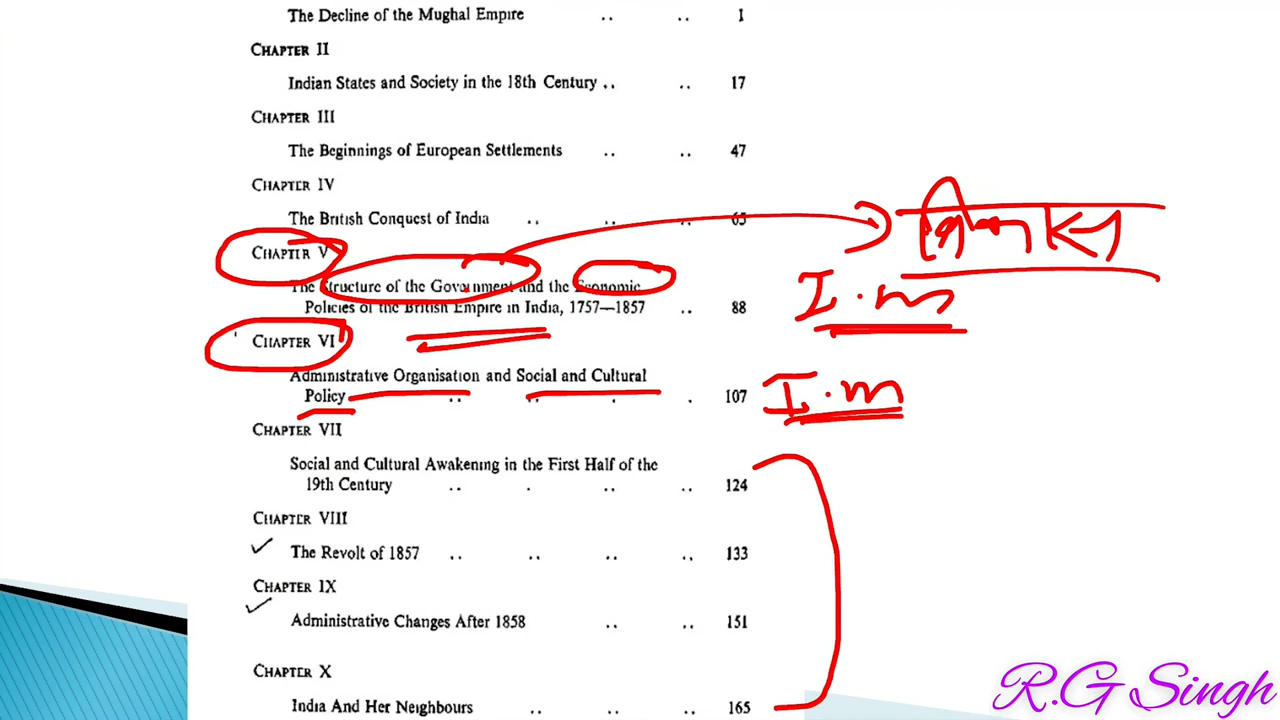 The Decline of the Mughal Empire .. .. 1
CHAPTER II
Indian States and Society in the 18th Century .. .. 17
CHAPTER III
The Beginnings of European Settlements .. .. 47
CHAPTER IV
The British Conquest of India .. .. 65
CHAPTER V
The Structure of the Government and the Economic
Policies of the British Empire in India, 1757—1857 .. 88
I.m
CHAPTER VI
Administrative Organisation and Social and Cultural
Policy .. .. . . 107
I.m
CHAPTER VII
Social and Cultural Awakening in the First Half of the
19th Century .. . .. .. 124
CHAPTER VIII
The Revolt of 1857 .. .. .. .. 133
CHAPTER IX
Administrative Changes After 1858 .. .. 151
CHAPTER X
India And Her Neighbours .. .. .. 165
R.G Singh